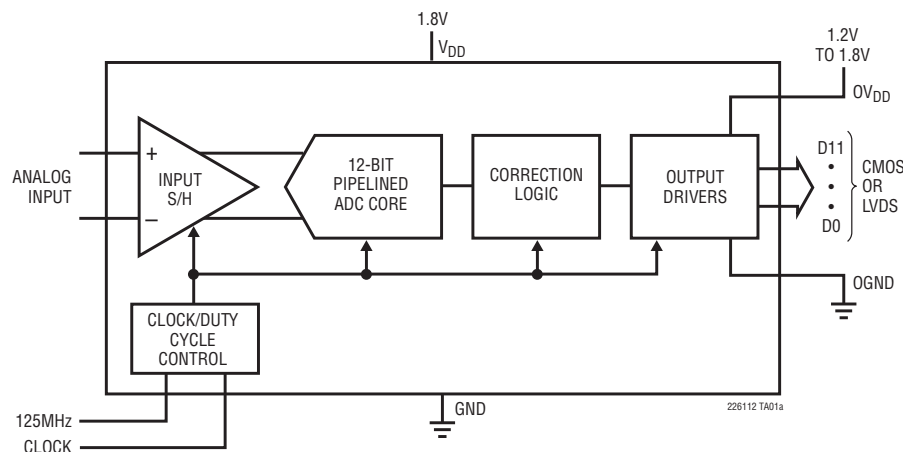 1.8V
VDD
1.2V
TO 1.8V
OVDD
ANALOG
INPUT
+
−
INPUT
S/H
12-BIT
PIPELINED
ADC CORE
CORRECTION
LOGIC
OUTPUT
DRIVERS
D11
•
•
•
D0
CMOS
OR
LVDS
OGND
CLOCK/DUTY
CYCLE
CONTROL
GND
226112 TA01a
125MHz
CLOCK